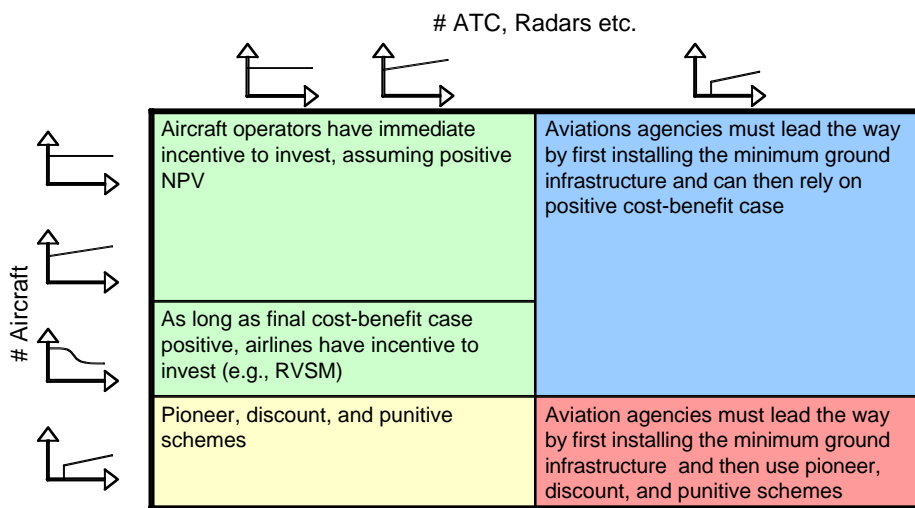 # ATC, Radars etc.
# Aircraft
Aircraft operators have immediate
incentive to invest, assuming positive
NPV
Aviations agencies must lead the way
by first installing the minimum ground
infrastructure and can then rely on
positive cost-benefit case
As long as final cost-benefit case
positive, airlines have incentive to
invest (e.g., RVSM)
Pioneer, discount, and punitive
schemes
Aviation agencies must lead the way
by first installing the minimum ground
infrastructure and then use pioneer,
discount, and punitive schemes